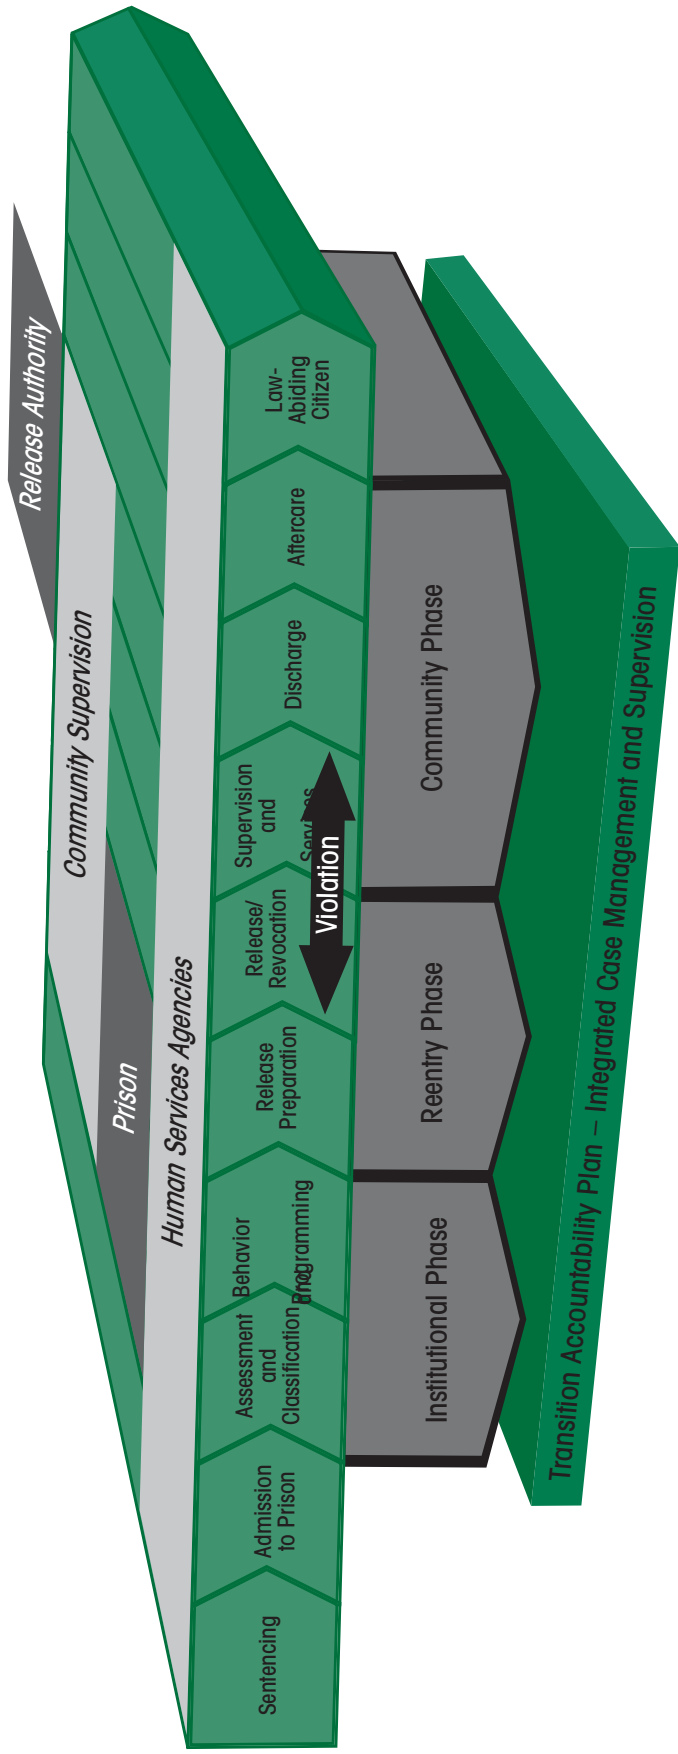 Release Authority
Community Supervision
Prison
Human Services Agencies
Sentencing
Admission
to Prison
Assessment
and
Classification
Behavior
and
Programming
Release
Preparation
Release/
Revocation
Supervision
and
Services
Violation
Discharge
Aftercare
Law-
Abiding
Citizen
Institutional Phase
Reentry Phase
Community Phase
Transition Accountability Plan – Integrated Case Management and Supervision